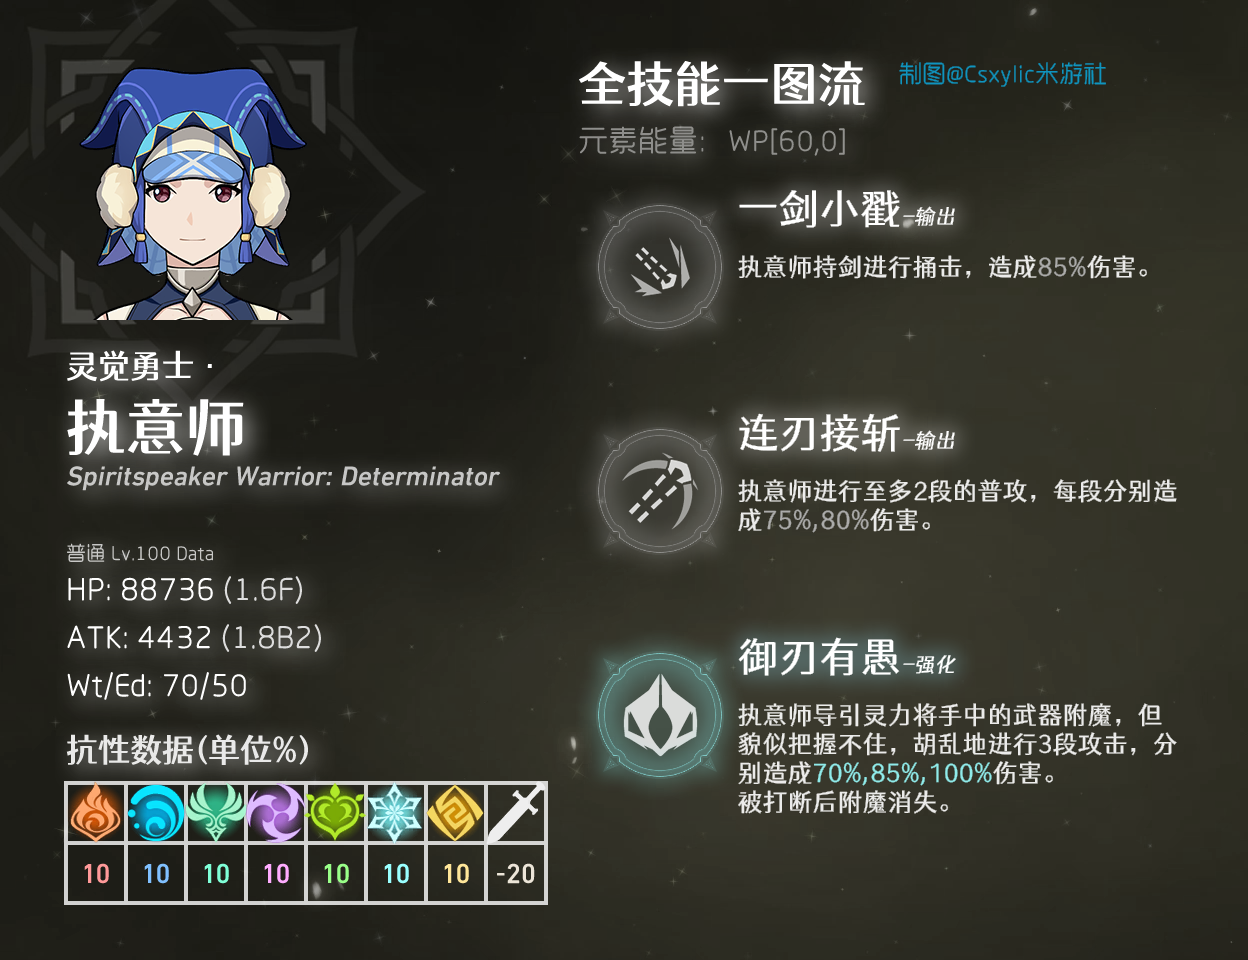 全技能一图流
制图@Csxylic米游社
元素能量: WP[60,0]
一剑小戳-输出
执意师持剑进行捅击，造成85%伤害。
连刃接斩-输出
执意师进行至多2段的普攻，每段分别造
成75%,80%伤害。
御刃有愚-强化
执意师导引灵力将手中的武器附魔，但
貌似把握不住，胡乱地进行3段攻击，分
别造成70%,85%,100%伤害。
被打断后附魔消失。
灵觉勇士·
执意师
Spiritspeaker Warrior: Determinator
普通 Lv.100 Data
HP: 88736 (1.6F)
ATK: 4432 (1.8B2)
Wt/Ed: 70/50
抗性数据(单位%)
10 10 10 10 10 10 10 -20